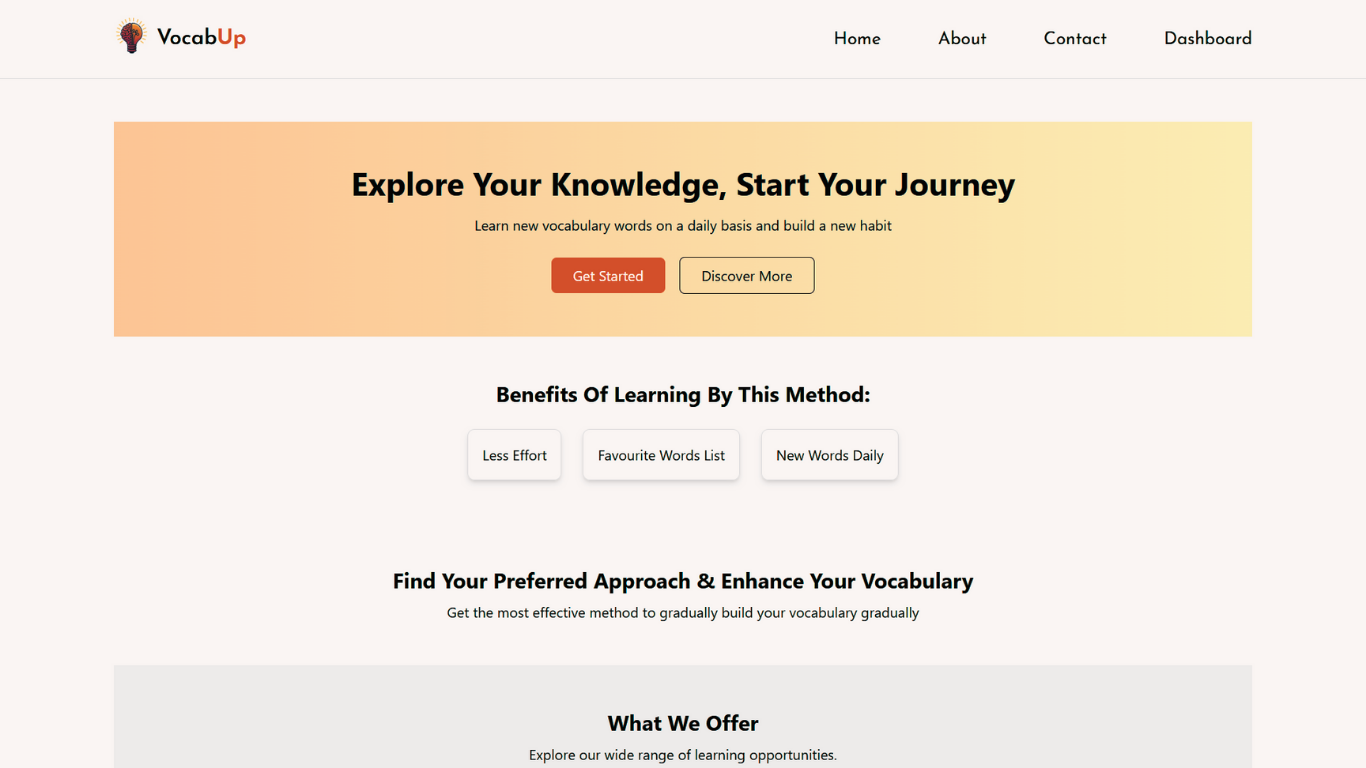 VocabUp
Home About Contact Dashboard
Explore Your Knowledge, Start Your Journey
Learn new vocabulary words on a daily basis and build a new habit
Get Started Discover More
Benefits Of Learning By This Method:
Less Effort Favourite Words List New Words Daily
Find Your Preferred Approach & Enhance Your Vocabulary
Get the most effective method to gradually build your vocabulary gradually
What We Offer
Explore our wide range of learning opportunities.